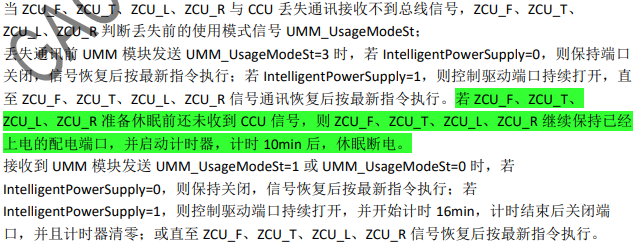 当 ZCU_F、ZCU_T、ZCU_L、ZCU_R 与 CCU 丢失通讯接收不到总线信号，ZCU_F、ZCU_T、
ZCU_L、ZCU_R 判断丢失前的使用模式信号 UMM_UsageModeSt；
丢失通讯前 UMM 模块发送 UMM_UsageModeSt=3 时，若 IntelligentPowerSupply=0，则保持端口
关闭，信号恢复后按最新指令执行；若 IntelligentPowerSupply=1，则控制驱动端口持续打开，直
至 ZCU_F、ZCU_T、ZCU_L、ZCU_R 信号恢复通讯后按最新指令执行。若 ZCU_F、ZCU_T、
ZCU_L、ZCU_R 准备休眠前还未收到 CCU 信号，则 ZCU_F、ZCU_T、ZCU_L、ZCU_R 继续保持已经
上电的配电端口，并启动计时器，计时 10min 后，休眠断电。
接收到 UMM 模块发送 UMM_UsageModeSt=1 或 UMM_UsageModeSt=0 时，若
IntelligentPowerSupply=0，则保持关闭，信号恢复后按最新指令执行；若
IntelligentPowerSupply=1，则控制驱动端口持续打开，并开始计时 16min，计时结束后关闭端
口，并且计时器清零；或直至 ZCU_F、ZCU_T、ZCU_L、ZCU_R 信号恢复后按最新指令执行。